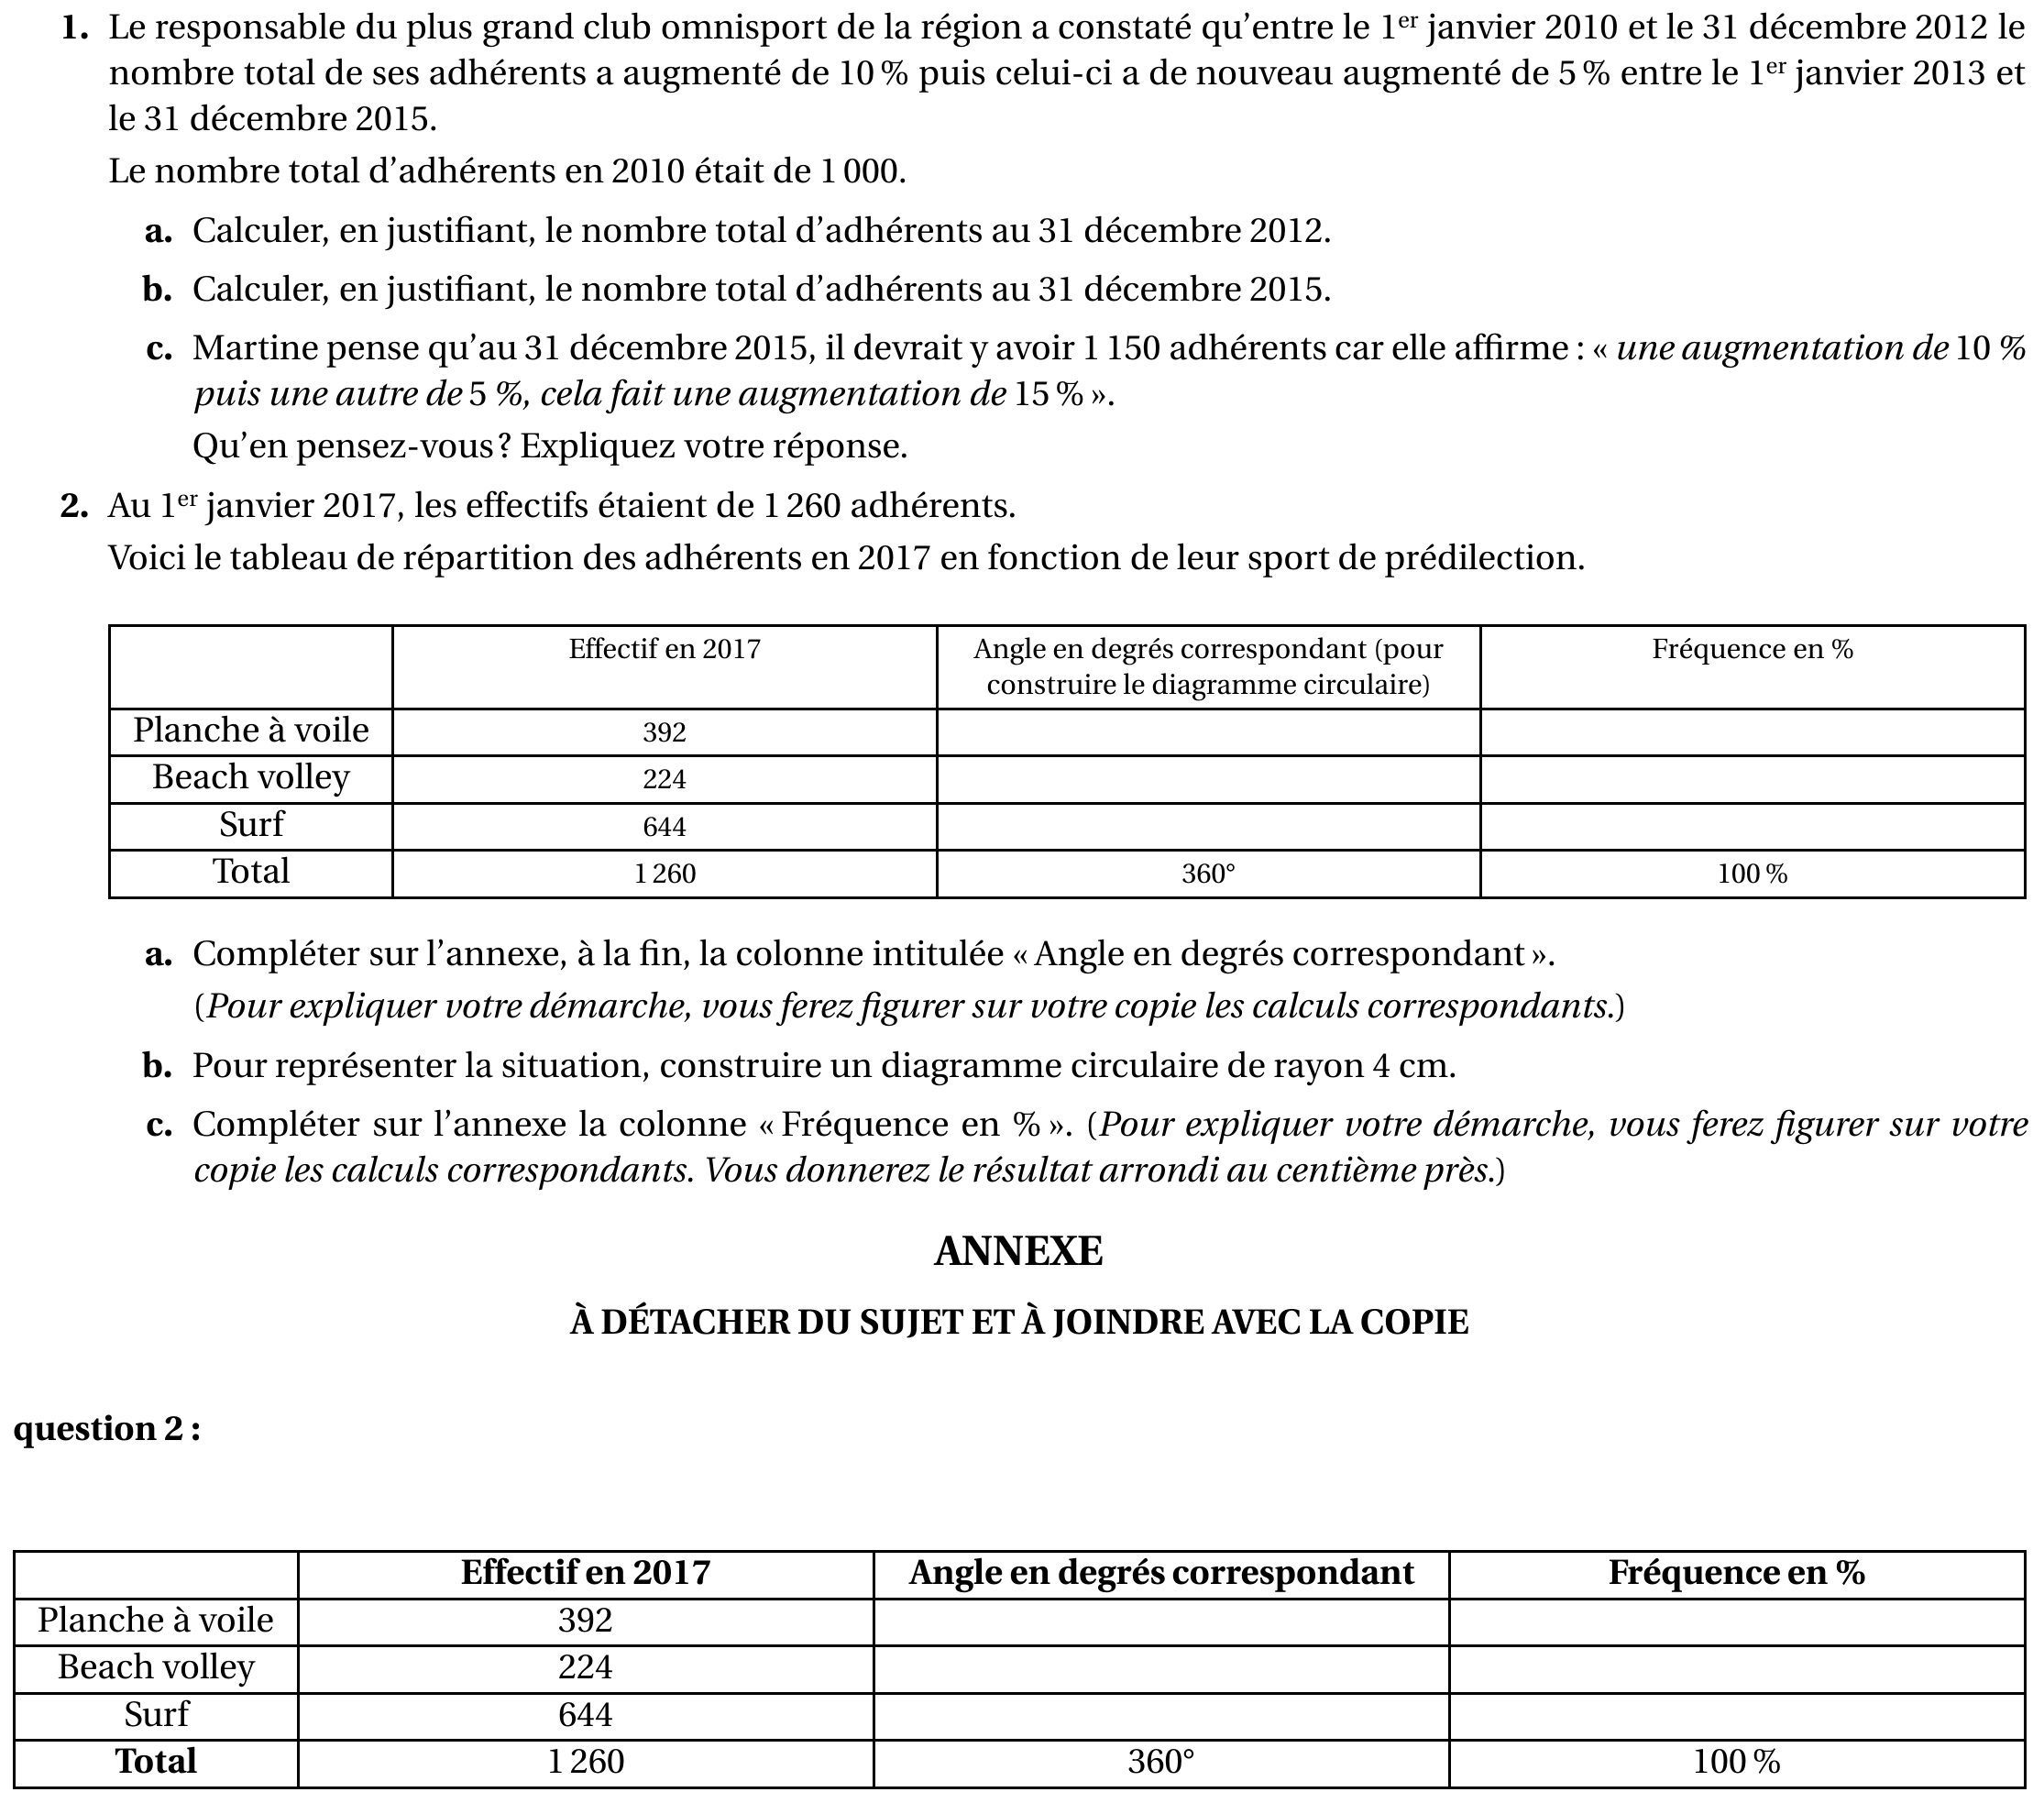 1. Le responsable du plus grand club omnisport de la région a constaté qu'entre le 1er janvier 2010 et le 31 décembre 2012 le
nombre total de ses adhérents a augmenté de 10 % puis celui-ci a de nouveau augmenté de 5 % entre le 1er janvier 2013 et
le 31 décembre 2015.
Le nombre total d'adhérents en 2010 était de 1 000.
a. Calculer, en justifiant, le nombre total d'adhérents au 31 décembre 2012.
b. Calculer, en justifiant, le nombre total d'adhérents au 31 décembre 2015.
c. Martine pense qu'au 31 décembre 2015, il devrait y avoir 1 150 adhérents car elle affirme : « une augmentation de 10 %
puis une autre de 5 %, cela fait une augmentation de 15 % ».
Qu'en pensez-vous ? Expliquez votre réponse.
2. Au 1er janvier 2017, les effectifs étaient de 1 260 adhérents.
Voici le tableau de répartition des adhérents en 2017 en fonction de leur sport de prédilection.
Effectif en 2017 Angle en degrés correspondant (pour Fréquence en %
construire le diagramme circulaire)
Planche à voile 392
Beach volley 224
Surf 644
Total 1 260 360° 100 %
a. Compléter sur l'annexe, à la fin, la colonne intitulée « Angle en degrés correspondant ».
(Pour expliquer votre démarche, vous ferez figurer sur votre copie les calculs correspondants.)
b. Pour représenter la situation, construire un diagramme circulaire de rayon 4 cm.
c. Compléter sur l'annexe la colonne « Fréquence en % ». (Pour expliquer votre démarche, vous ferez figurer sur votre
copie les calculs correspondants. Vous donnerez le résultat arrondi au centième près.)
ANNEXE
À DÉTACHER DU SUJET ET À JOINDRE AVEC LA COPIE
question 2 :
Effectif en 2017 Angle en degrés correspondant Fréquence en %
Planche à voile 392
Beach volley 224
Surf 644
Total 1 260 360° 100 %